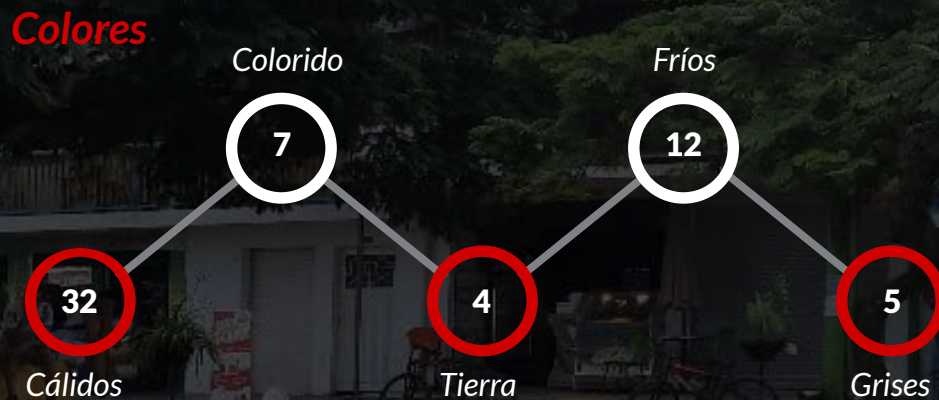 Colores
Colorido
Fríos
7
12
32
4
5
Cálidos
Tierra
Grises